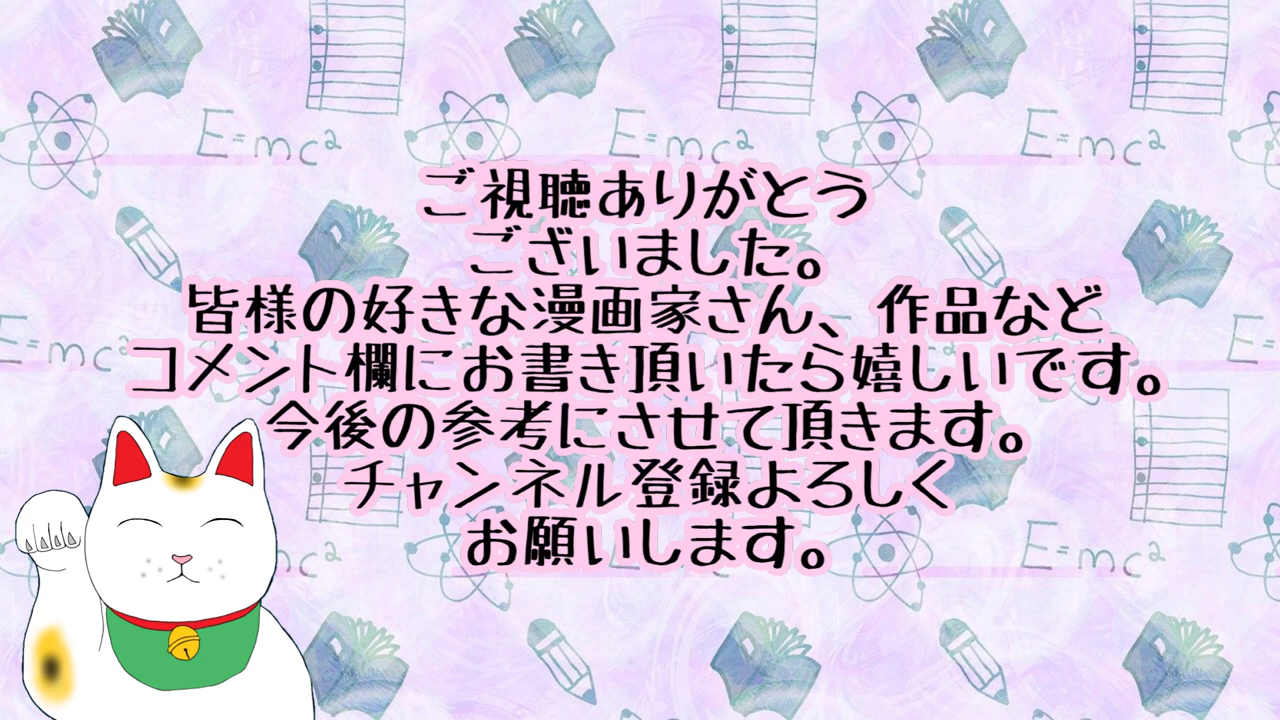 E=mc²
E=mc²
E=mc²
ご視聴ありがとう
ございました。
皆様の好きな漫画家さん、作品など
E=mc²
コメント欄にお書き頂いたら嬉しいです。
今後の参考にさせて頂きます。
チャンネル登録よろしく
お願いします。
E=mc²